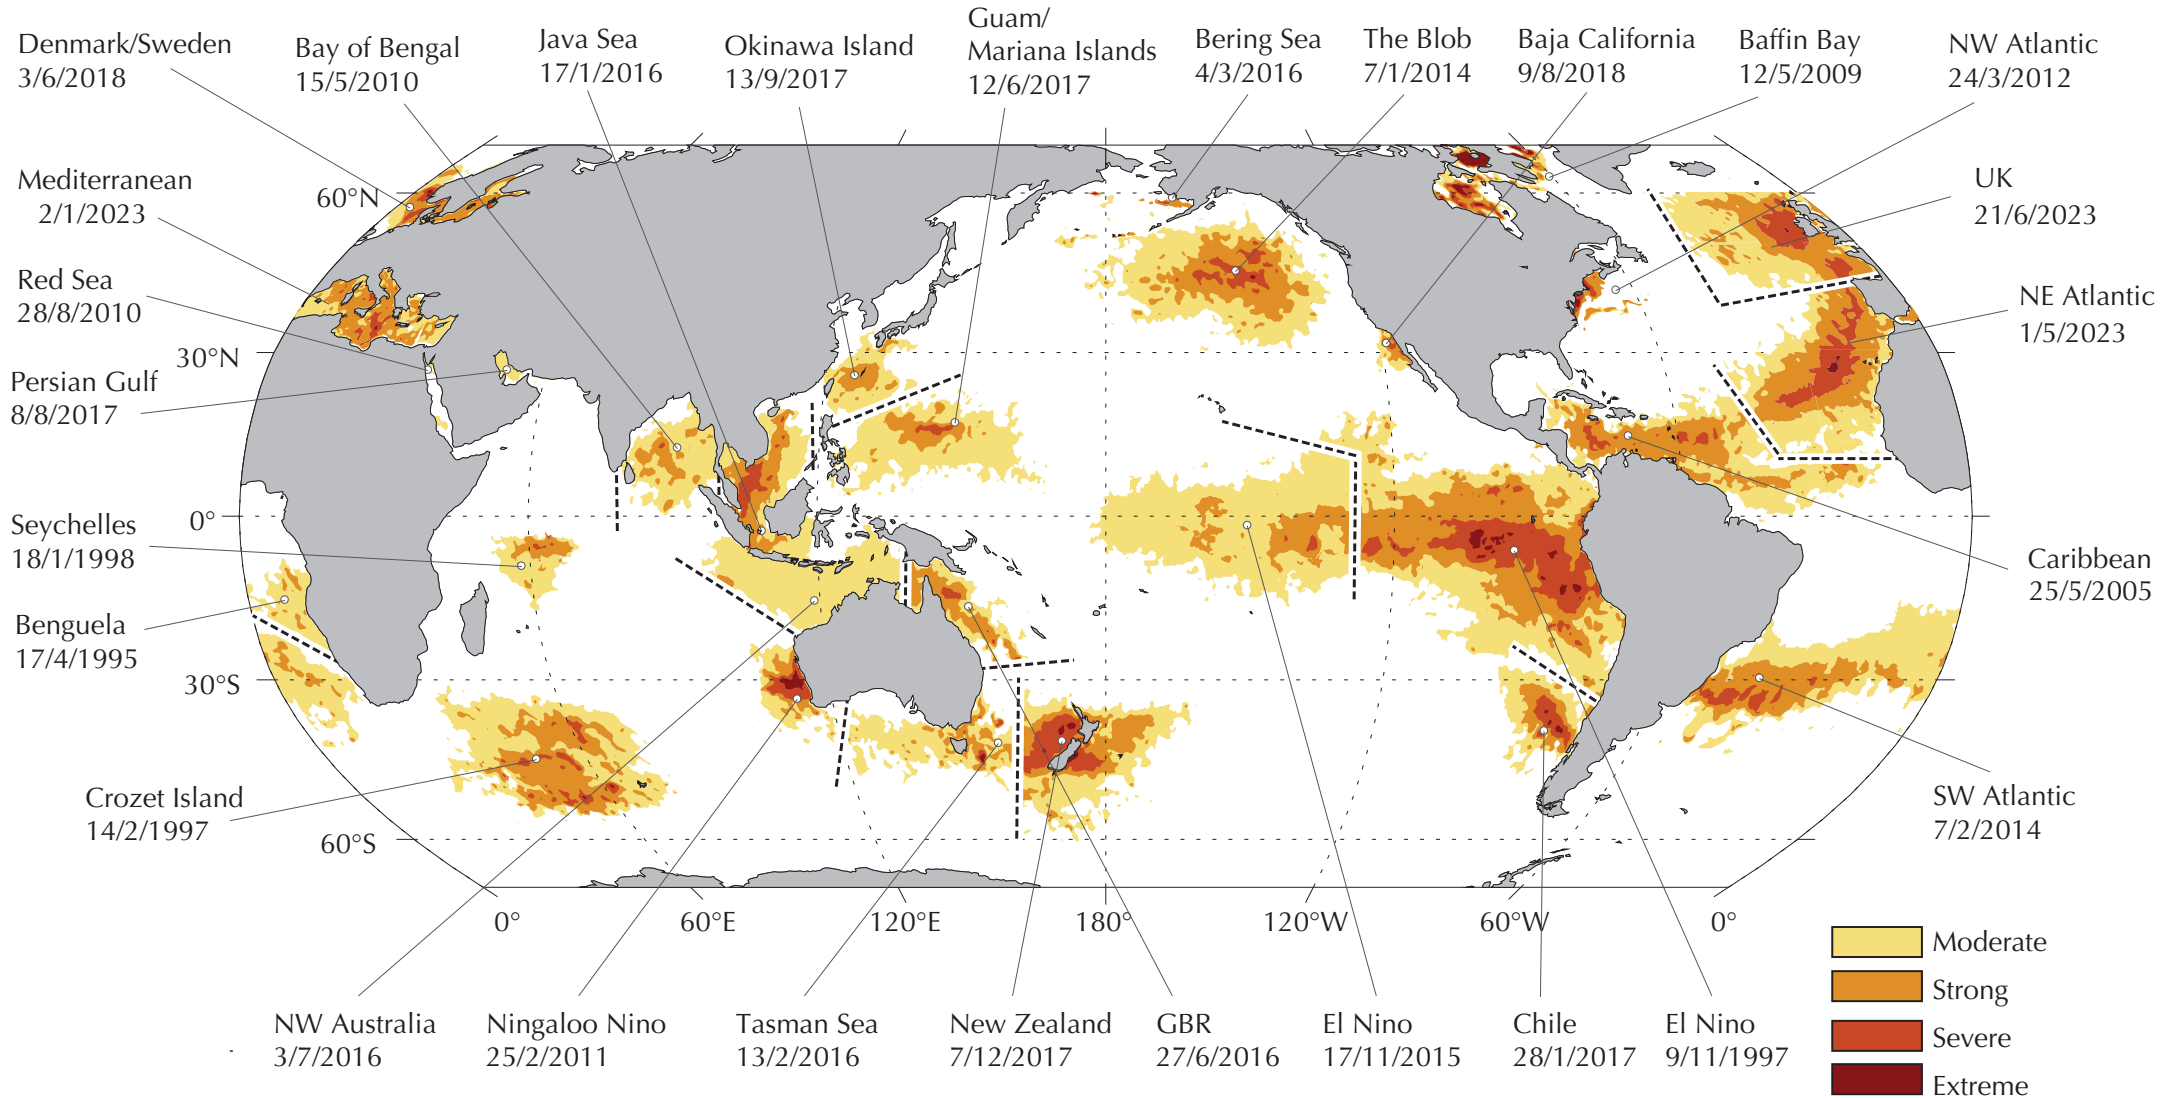 Denmark/Sweden
3/6/2018
Bay of Bengal
15/5/2010
Java Sea
17/1/2016
Okinawa Island
13/9/2017
Guam/
Mariana Islands
12/6/2017
Bering Sea
4/3/2016
The Blob
7/1/2014
Baja California
9/8/2018
Baffin Bay
12/5/2009
NW Atlantic
24/3/2012
Mediterranean
2/1/2023
60°N
UK
21/6/2023
Red Sea
28/8/2010
NE Atlantic
1/5/2023
30°N
Persian Gulf
8/8/2017
0°
Seychelles
18/1/1998
Caribbean
25/5/2005
Benguela
17/4/1995
30°S
Crozet Island
14/2/1997
SW Atlantic
7/2/2014
60°S
0°
60°E
120°E
180°
120°W
60°W
0°
Moderate
Strong
Severe
Extreme
NW Australia
3/7/2016
Ningaloo Nino
25/2/2011
Tasman Sea
13/2/2016
New Zealand
7/12/2017
GBR
27/6/2016
El Nino
17/11/2015
Chile
28/1/2017
El Nino
9/11/1997